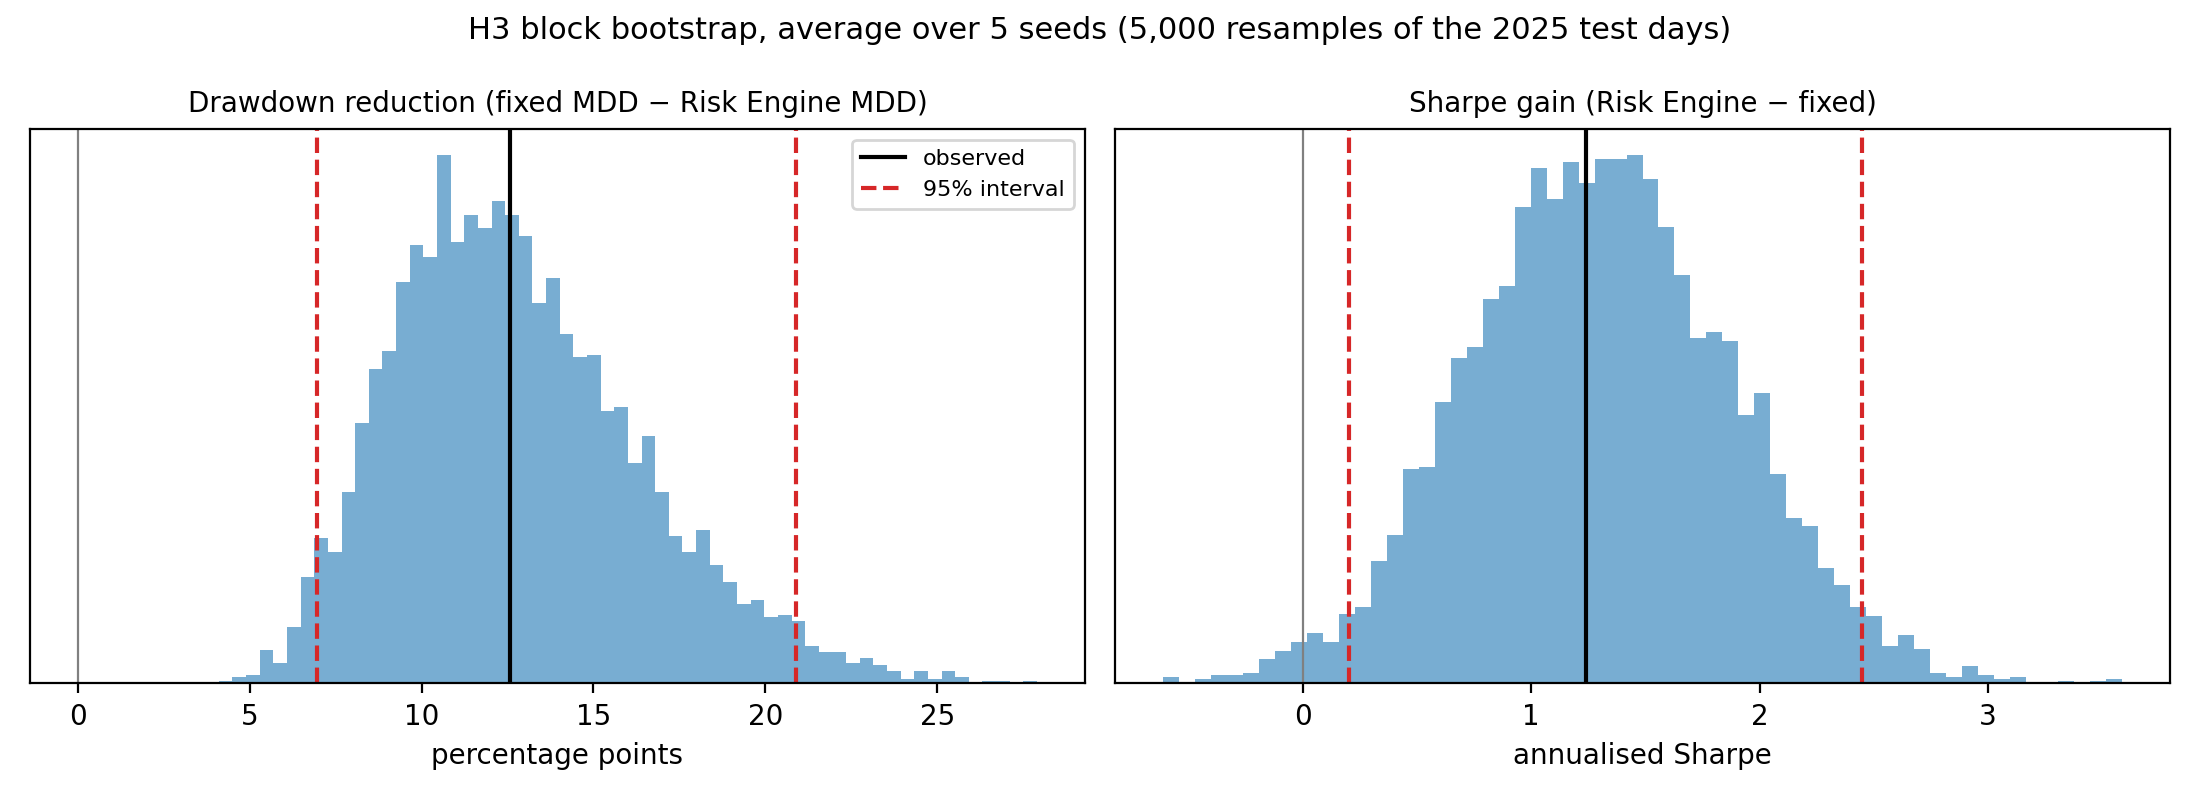 H3 block bootstrap, average over 5 seeds (5,000 resamples of the 2025 test days)
Drawdown reduction (fixed MDD − Risk Engine MDD)
observed
95% interval
0 5 10 15 20 25
percentage points
Sharpe gain (Risk Engine − fixed)
0 1 2 3
annualised Sharpe